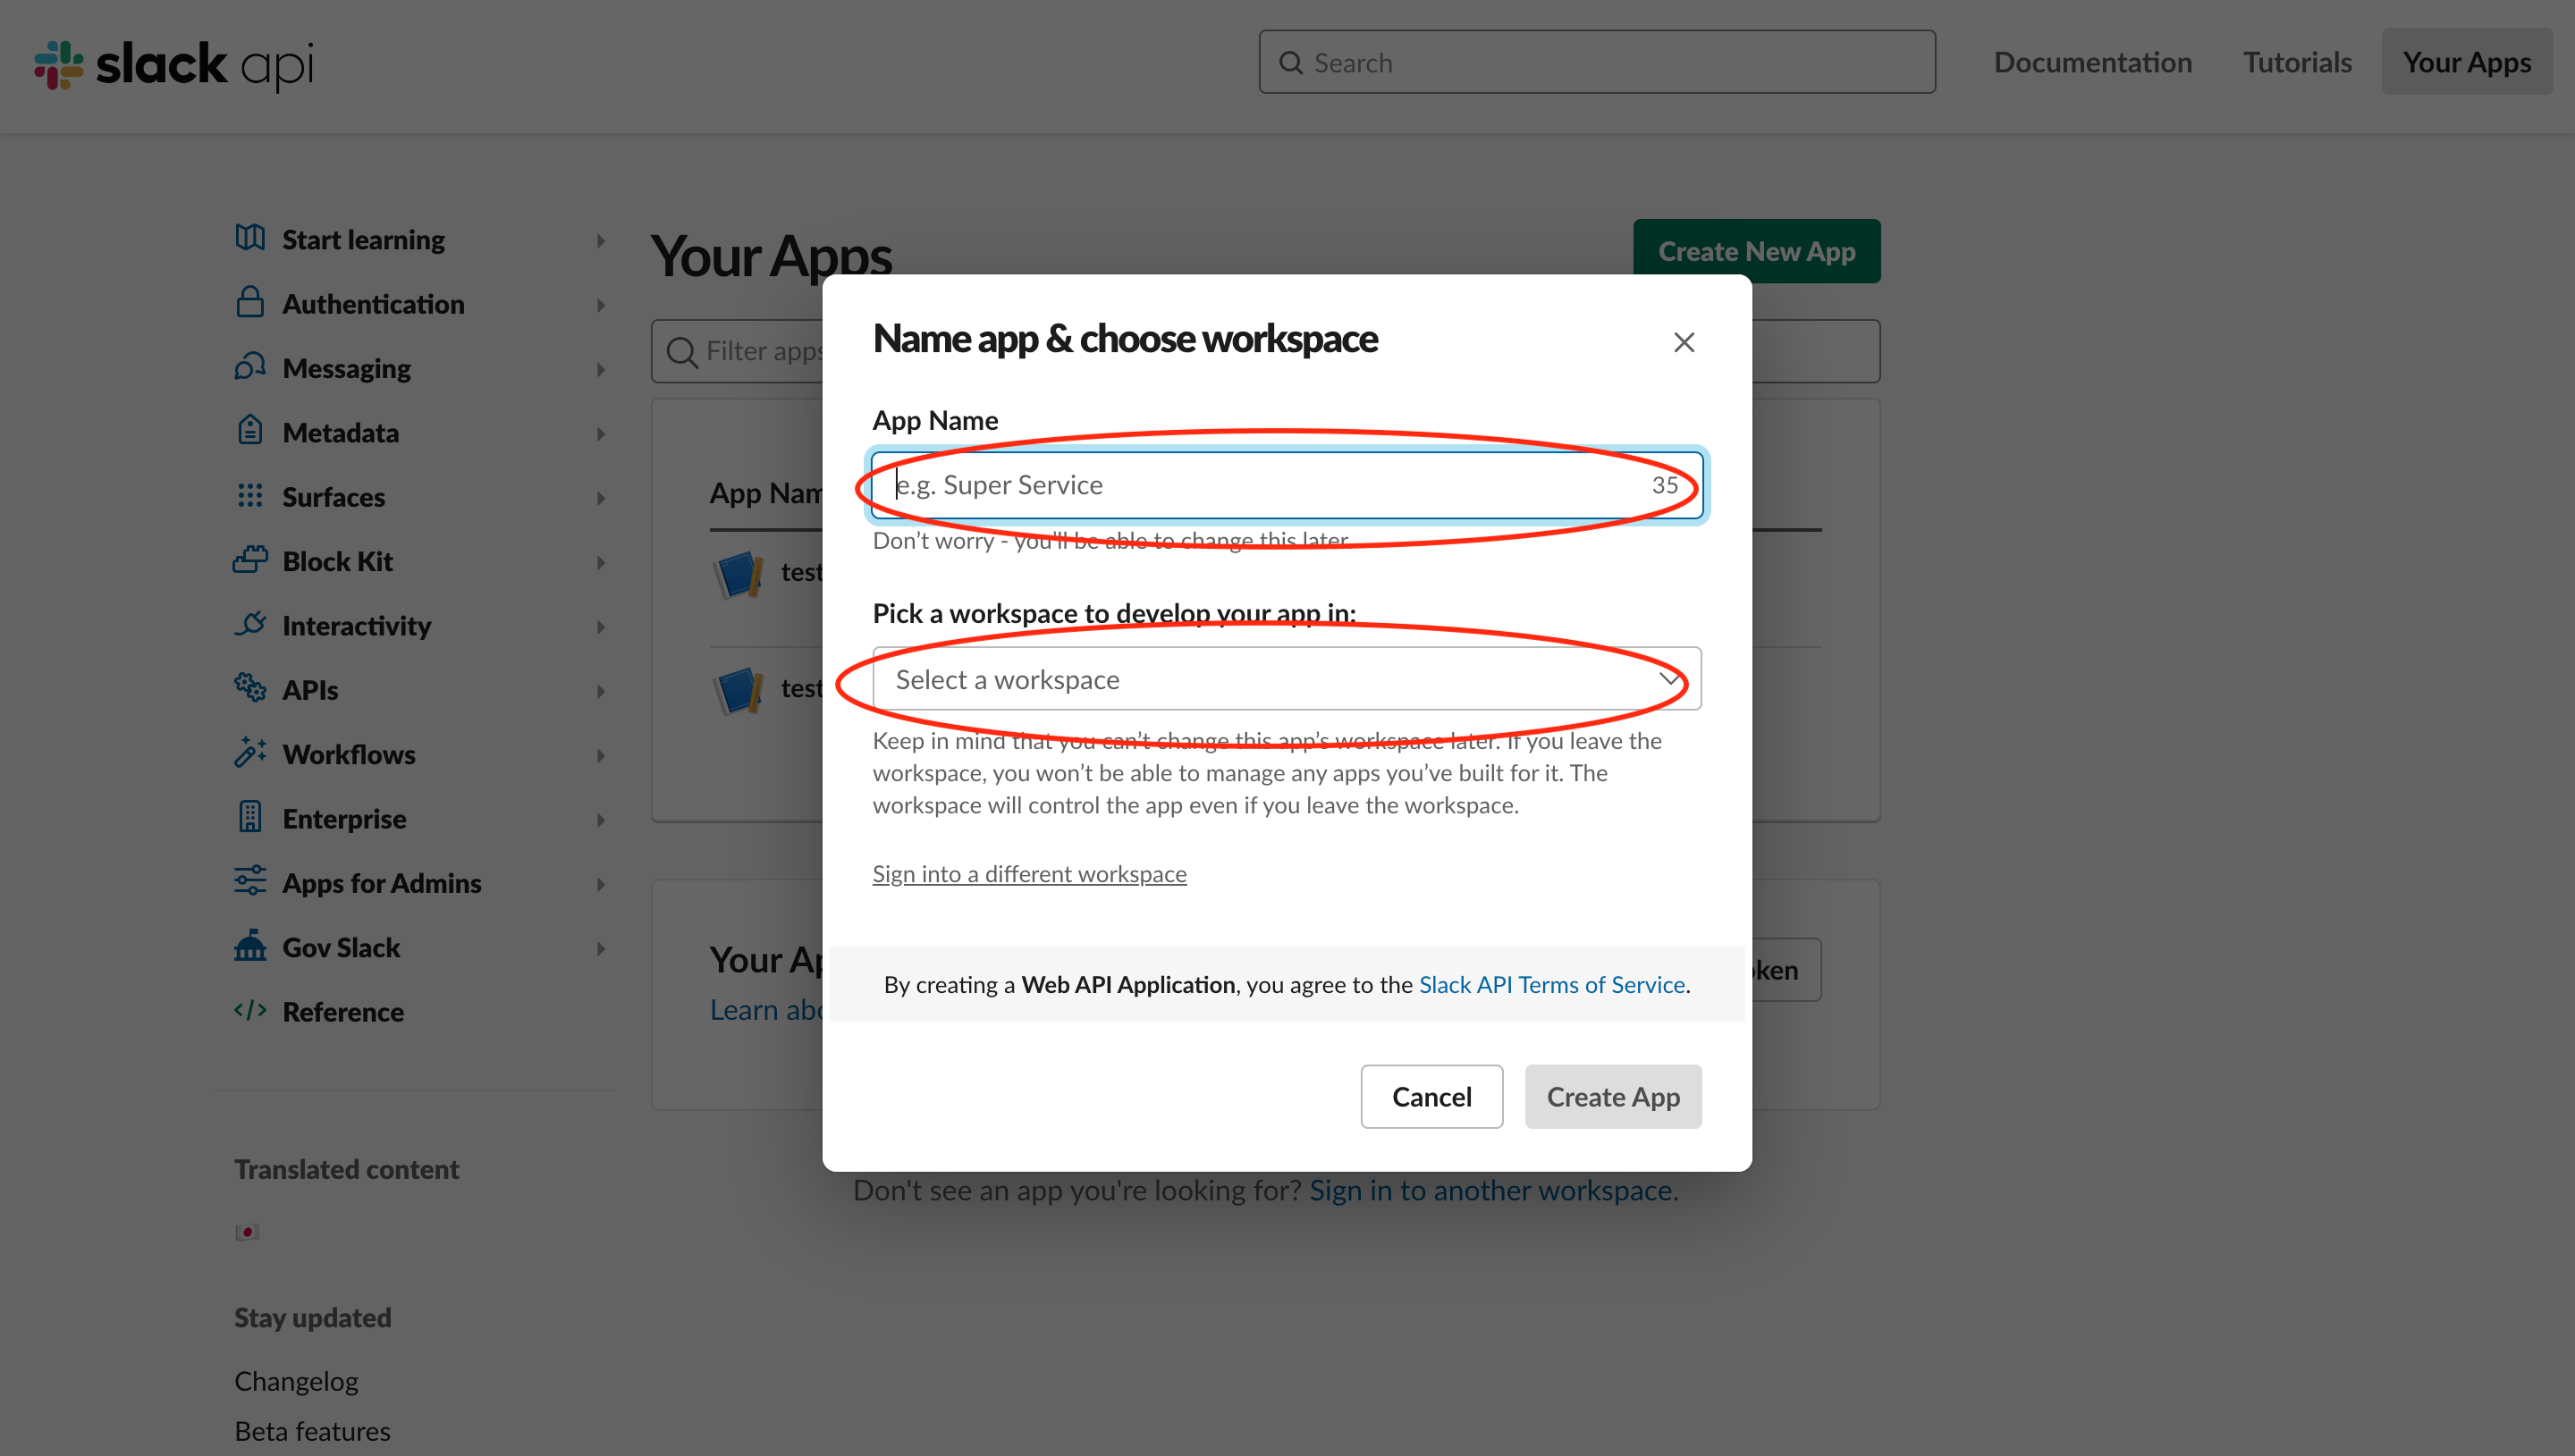 slack api
Search
Documentation
Tutorials
Your Apps
Start learning
Authentication
Messaging
Metadata
Surfaces
Block Kit
Interactivity
APIs
Workflows
Enterprise
Apps for Admins
Gov Slack
Reference
Translated content
Stay updated
Changelog
Beta features
Your Apps
Create New App
Filter apps
App Nam
test
test
Your Ap
Learn abo
oken
Name app & choose workspace
App Name
e.g. Super Service
35
Don't worry - you'll be able to change this later.
Pick a workspace to develop your app in:
Select a workspace
Keep in mind that you can't change this app's workspace later. If you leave the
workspace, you won't be able to manage any apps you've built for it. The
workspace will control the app even if you leave the workspace.
Sign into a different workspace
By creating a Web API Application, you agree to the Slack API Terms of Service.
Cancel
Create App
Don't see an app you're looking for? Sign in to another workspace.